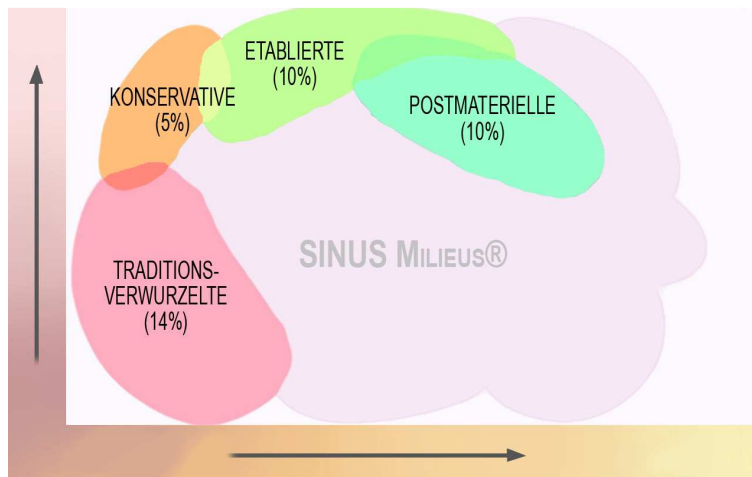 ETABLIERTE
(10%)
KONSERVATIVE
(5%)
POSTMATERIELLE
(10%)
SINUS MILIEUS®
TRADITIONS-
VERWURZELTE
(14%)